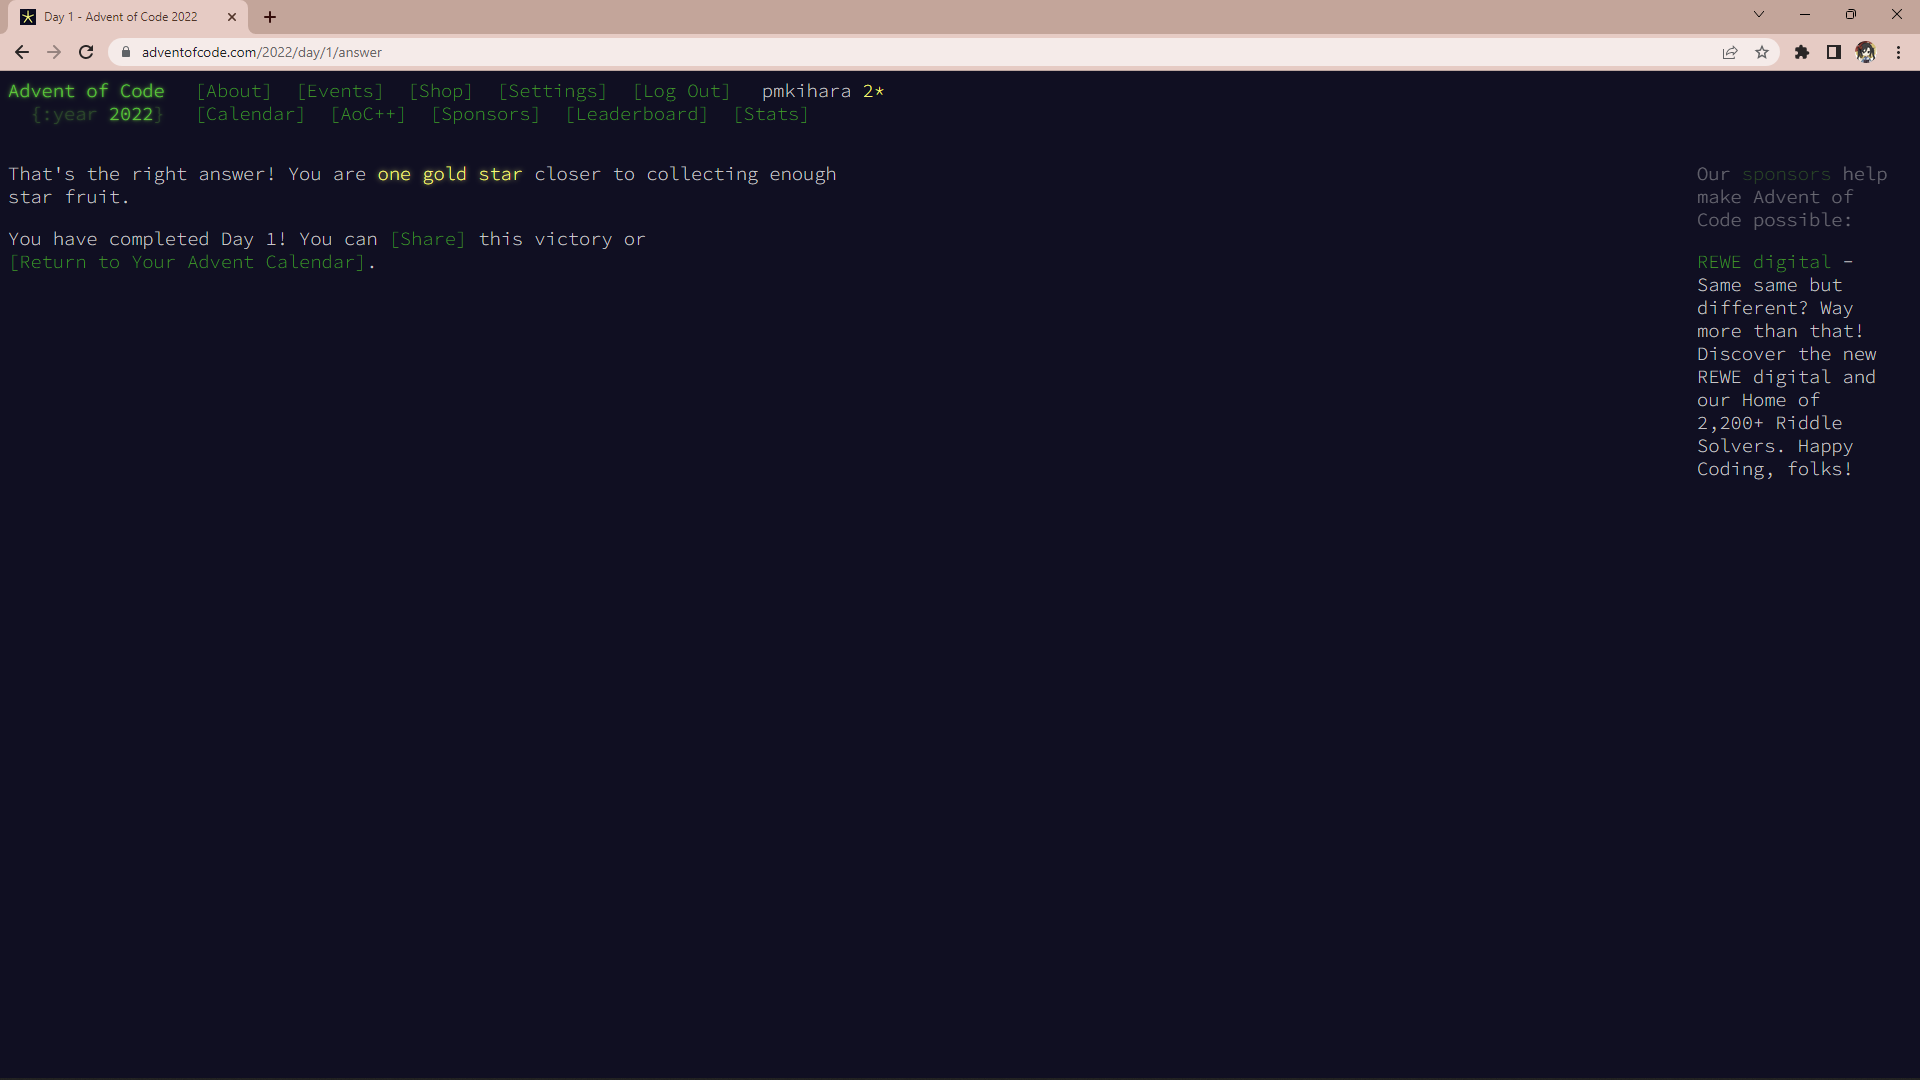 Day 1 - Advent of Code 2022
adventofcode.com/2022/day/1/answer
Advent of Code [About] [Events] [Shop] [Settings] [Log Out] pmkihara 2*
{:year 2022} [Calendar] [AoC++] [Sponsors] [Leaderboard] [Stats]
That's the right answer! You are one gold star closer to collecting enough
star fruit.
You have completed Day 1! You can [Share] this victory or
[Return to Your Advent Calendar].
Our sponsors help
make Advent of
Code possible:
REWE digital -
Same same but
different? Way
more than that!
Discover the new
REWE digital and
our Home of
2,200+ Riddle
Solvers. Happy
Coding, folks!